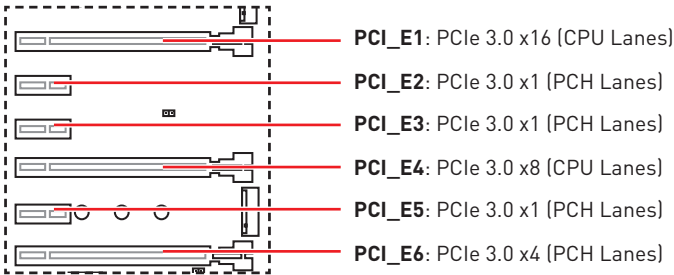 PCI_E1: PCIe 3.0 x16 (CPU Lanes)
PCI_E2: PCIe 3.0 x1 (PCH Lanes)
PCI_E3: PCIe 3.0 x1 (PCH Lanes)
PCI_E4: PCIe 3.0 x8 (CPU Lanes)
PCI_E5: PCIe 3.0 x1 (PCH Lanes)
PCI_E6: PCIe 3.0 x4 (PCH Lanes)